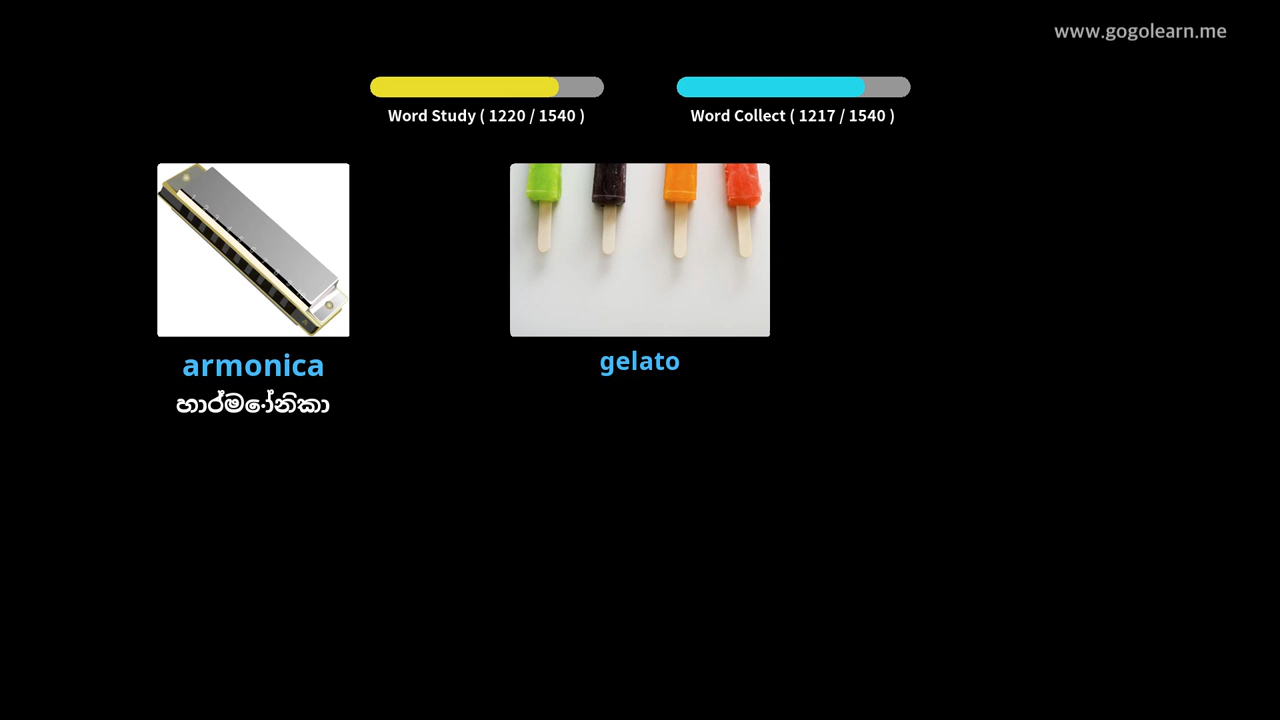 www.gogolearn.me
Word Study ( 1220 / 1540 )
Word Collect ( 1217 / 1540 )
armonica
හාර්මෝනිකා
gelato